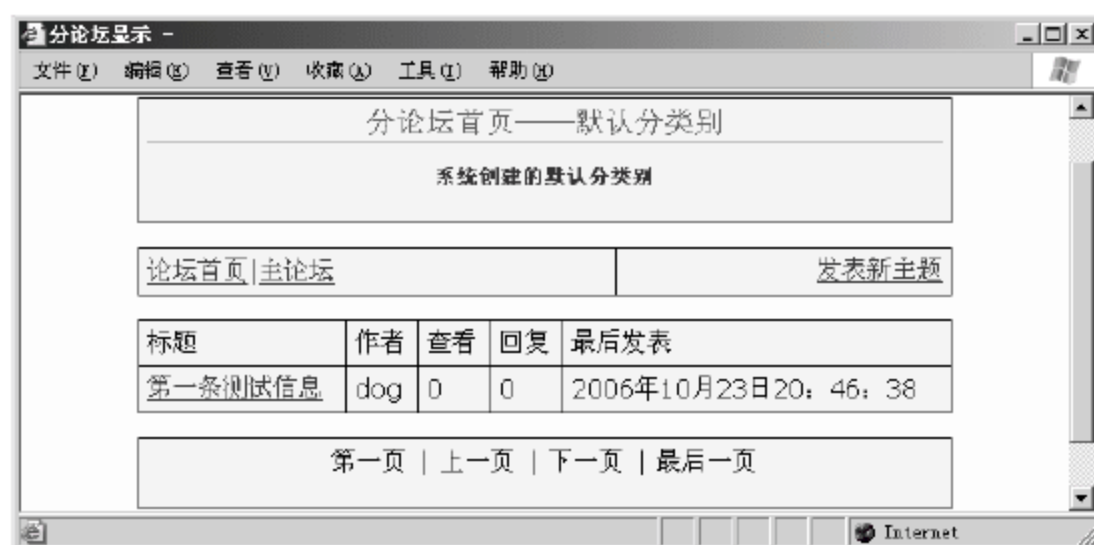 分论坛显示 -
文件(F) 编辑(E) 查看(V) 收藏(A) 工具(T) 帮助(H)
分论坛首页——默认分类别
系统创建的默认分类别
论坛首页|主论坛 发表新主题
标题 作者 查看 回复 最后发表
第一条测试信息 dog 0 0 2006年10月23日20：46：38
第一页 | 上一页 | 下一页 | 最后一页
Internet